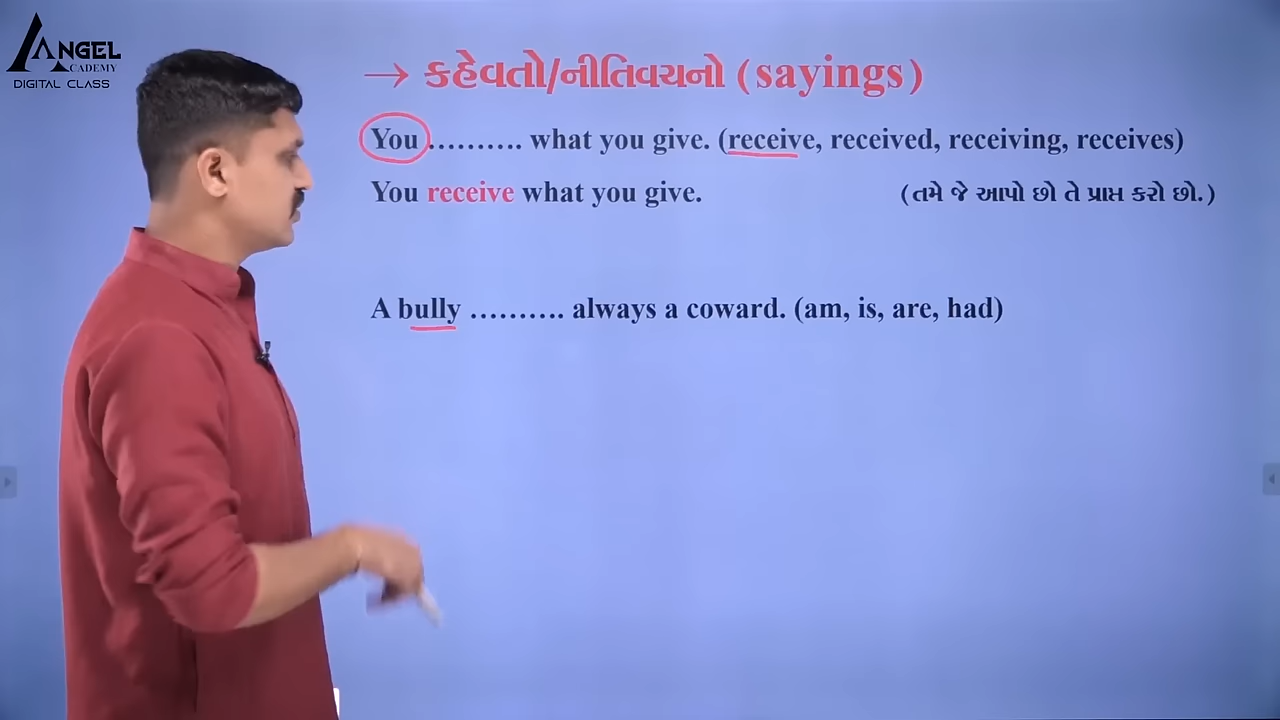 ANGEL
ACADEMY
DIGITAL CLASS
→ કહેવતો/નીતિવચનો (sayings)
You .......... what you give. (receive, received, receiving, receives)
You receive what you give. (તમે જે આપો છો તે પ્રાપ્ત કરો છો.)
A bully .......... always a coward. (am, is, are, had)